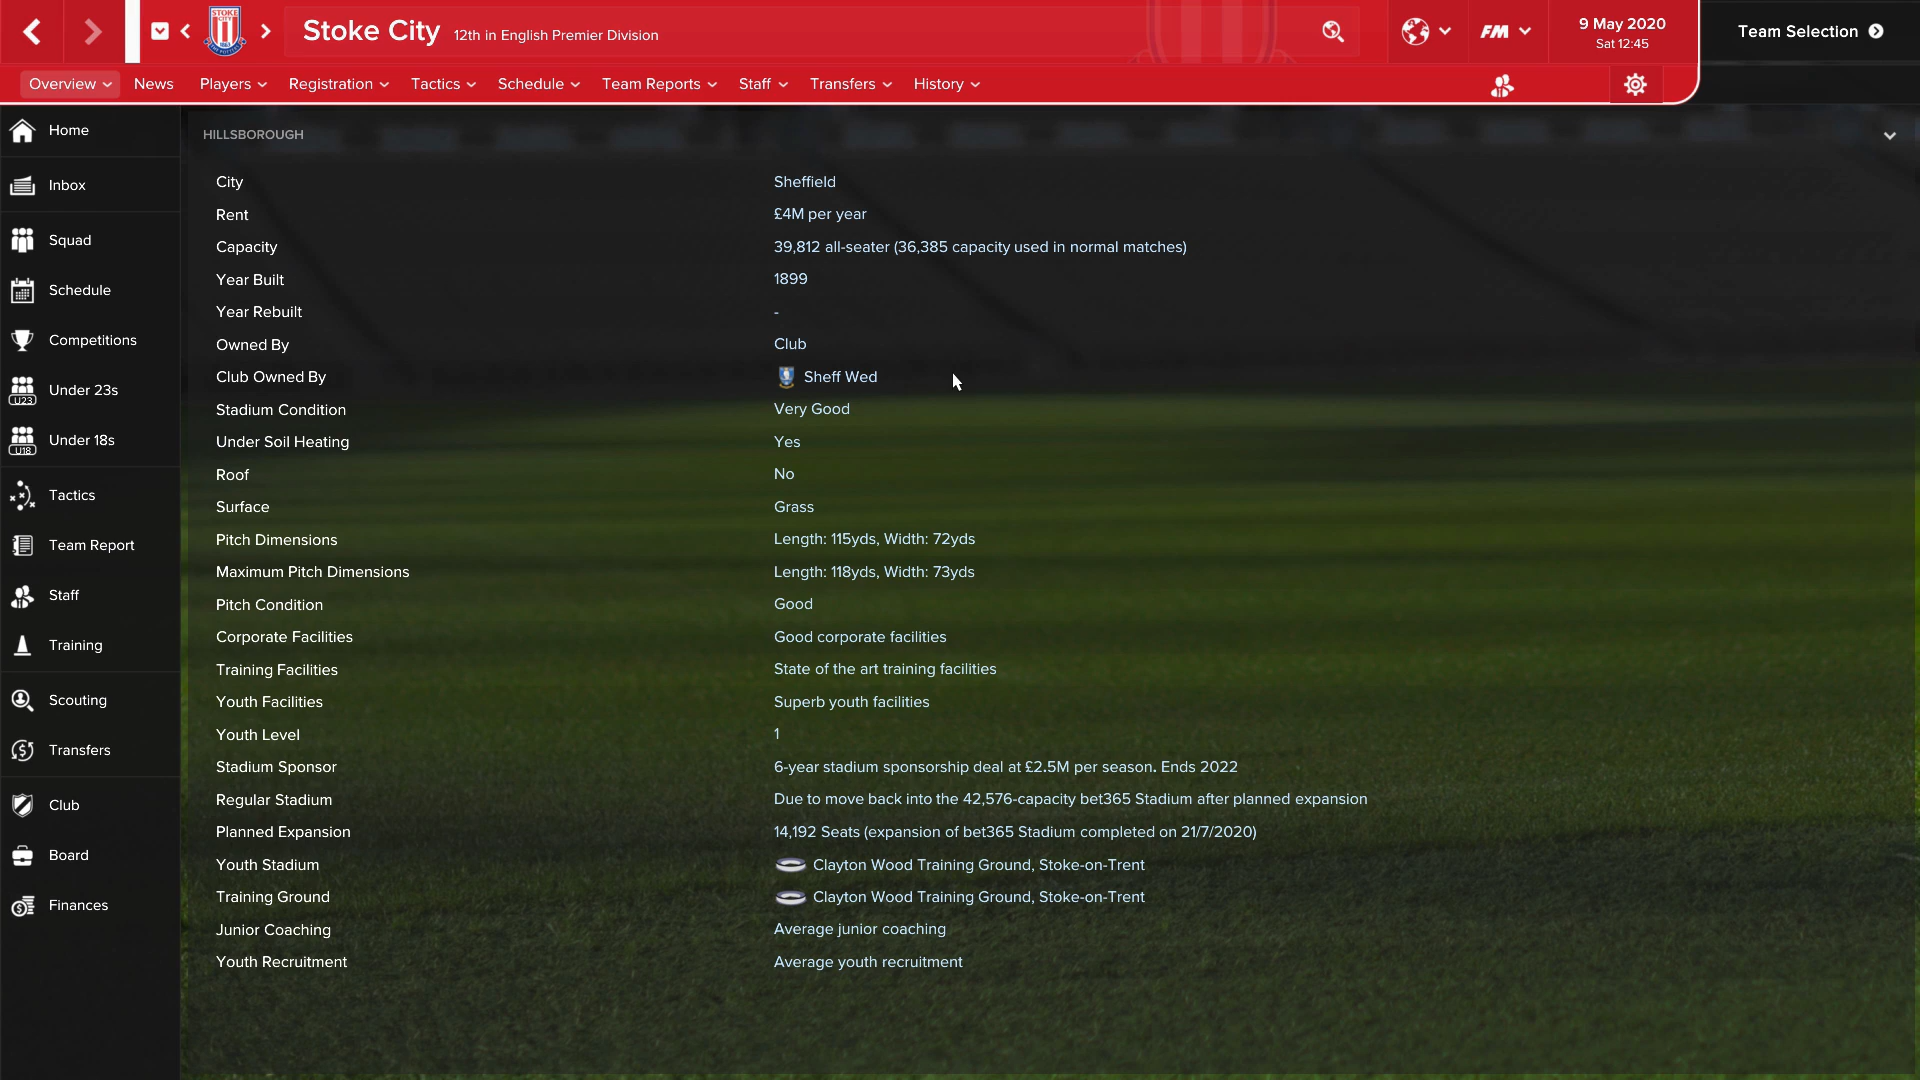 Stoke City 12th in English Premier Division
FM
9 May 2020
Sat 12:45
Team Selection
Overview News Players Registration Tactics Schedule Team Reports Staff Transfers History
Home
Inbox
Squad
Schedule
Competitions
U23 Under 23s
U18 Under 18s
Tactics
Team Report
Staff
Training
Scouting
Transfers
Club
Board
Finances
HILLSBOROUGH
City Sheffield
Rent £4M per year
Capacity 39,812 all-seater (36,385 capacity used in normal matches)
Year Built 1899
Year Rebuilt -
Owned By Club
Club Owned By Sheff Wed
Stadium Condition Very Good
Under Soil Heating Yes
Roof No
Surface Grass
Pitch Dimensions Length: 115yds, Width: 72yds
Maximum Pitch Dimensions Length: 118yds, Width: 73yds
Pitch Condition Good
Corporate Facilities Good corporate facilities
Training Facilities State of the art training facilities
Youth Facilities Superb youth facilities
Youth Level 1
Stadium Sponsor 6-year stadium sponsorship deal at £2.5M per season. Ends 2022
Regular Stadium Due to move back into the 42,576-capacity bet365 Stadium after planned expansion
Planned Expansion 14,192 Seats (expansion of bet365 Stadium completed on 21/7/2020)
Youth Stadium Clayton Wood Training Ground, Stoke-on-Trent
Training Ground Clayton Wood Training Ground, Stoke-on-Trent
Junior Coaching Average junior coaching
Youth Recruitment Average youth recruitment